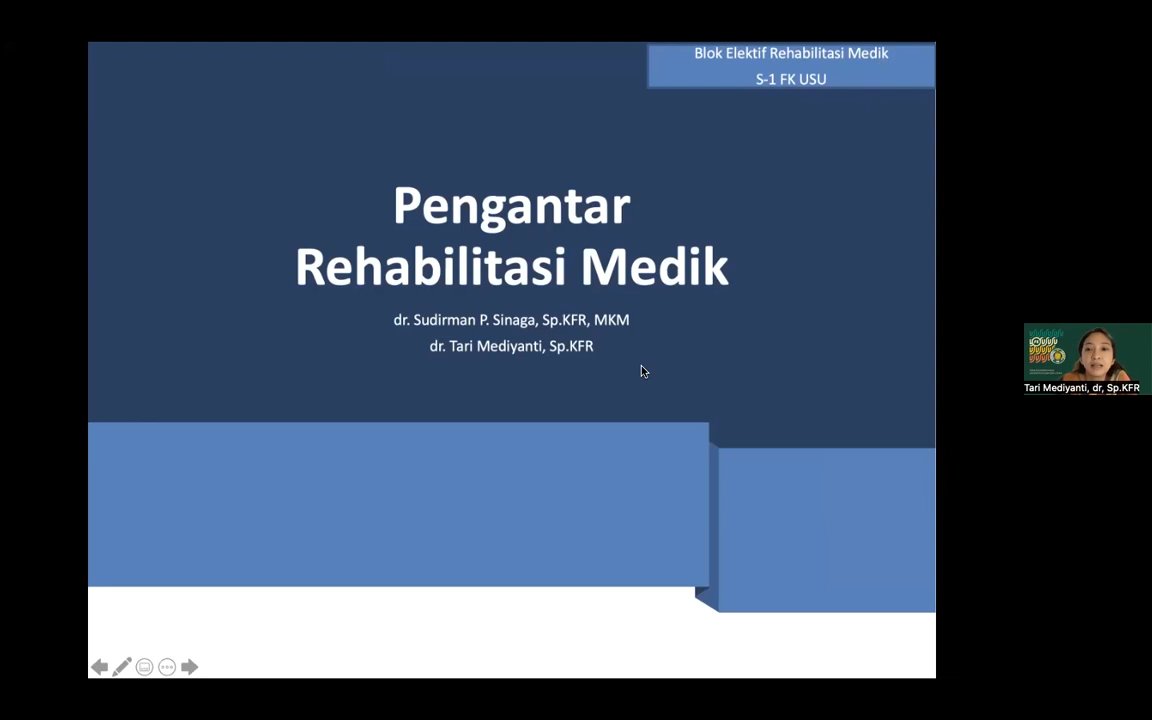 Blok Elektif Rehabilitasi Medik
S-1 FK USU
Pengantar
Rehabilitasi Medik
dr. Sudirman P. Sinaga, Sp.KFR, MKM
dr. Tari Mediyanti, Sp.KFR
Tari Mediyanti, dr, Sp.KFR